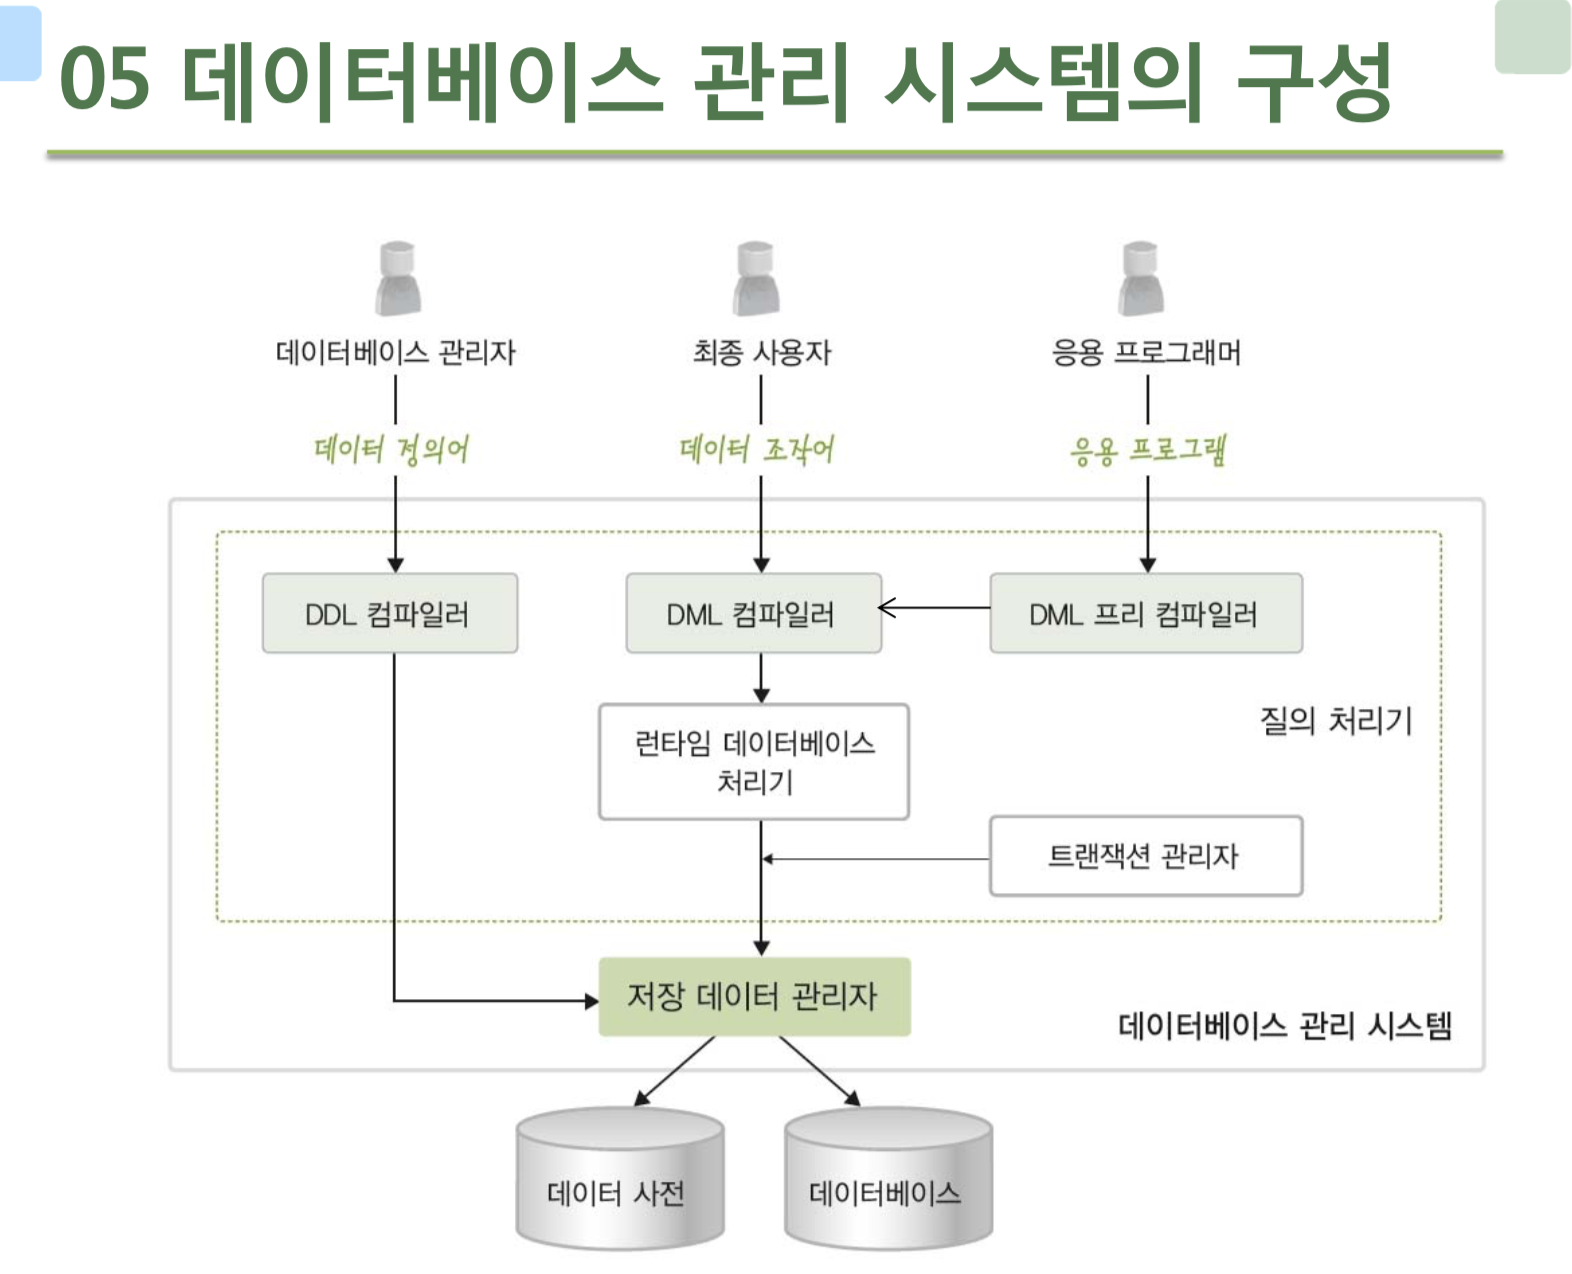 05 데이터베이스 관리 시스템의 구성
데이터베이스 관리자
최종 사용자
응용 프로그래머
데이터 정의어
데이터 조작어
응용 프로그램
DDL 컴파일러
DML 컴파일러
DML 프리 컴파일러
질의 처리기
런타임 데이터베이스
처리기
트랜잭션 관리자
저장 데이터 관리자
데이터베이스 관리 시스템
데이터 사전
데이터베이스